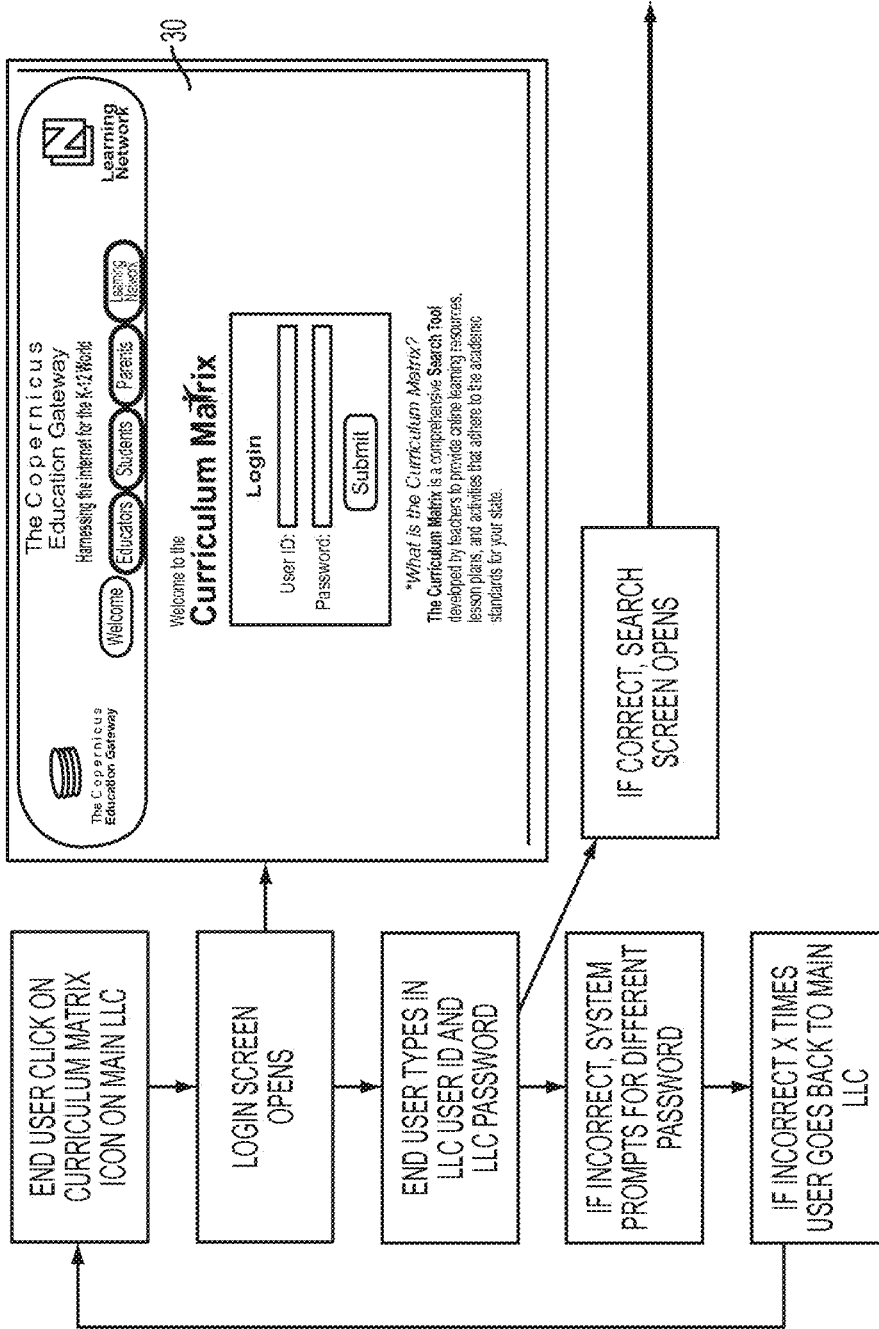 END USER CLICK ON
CURRICULUM MATRIX
ICON ON MAIN LLC
LOGIN SCREEN
OPENS
END USER TYPES IN
LLC USER ID AND
LLC PASSWORD
IF INCORRECT, SYSTEM
PROMPTS FOR DIFFERENT
PASSWORD
IF INCORRECT X TIMES
USER GOES BACK TO MAIN
LLC
IF CORRECT, SEARCH
SCREEN OPENS
30
The Copernicus
Education Gateway
The Copernicus
Education Gateway
Harnessing the Internet for the K-12 World
Welcome
Educators
Students
Parents
Learning
Network
Learning
Network
Welcome to the
Curriculum Matrix
Login
User ID:
Password:
Submit
*What is the Curriculum Matrix?
The Curriculum Matrix is a comprehensive Search Tool
developed by teachers to provide online learning resources,
lesson plans, and activities that adhere to the academic
standards for your state.